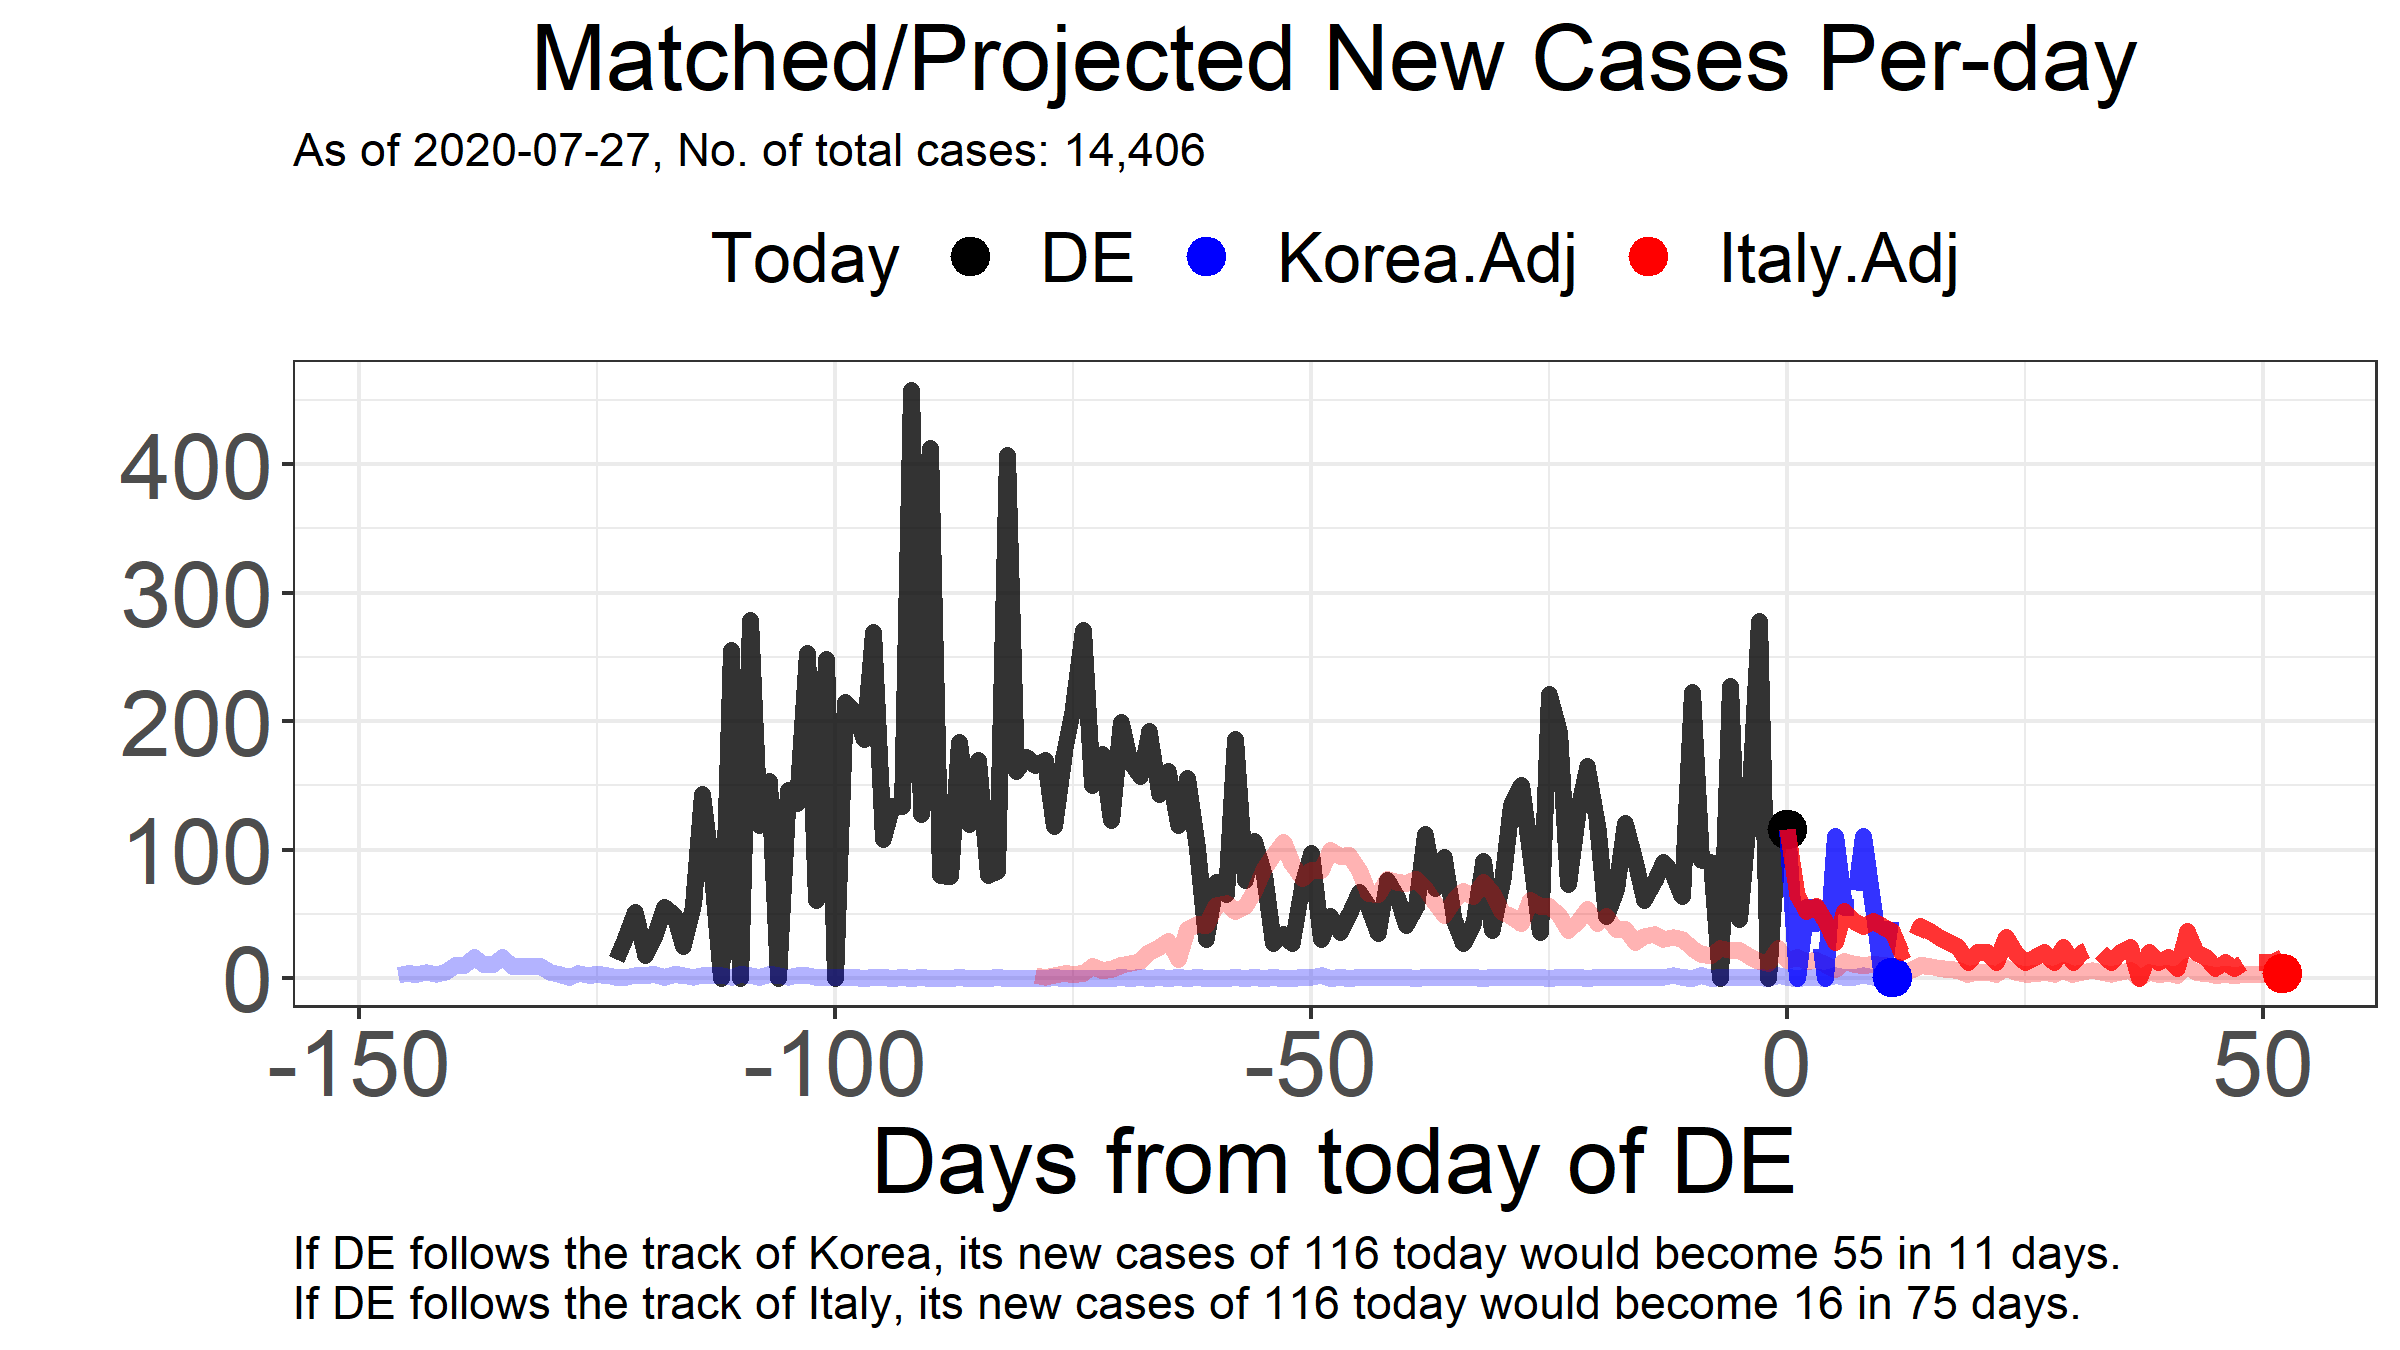 Matched/Projected New Cases Per-day
As of 2020-07-27, No. of total cases: 14,406
Today DE Korea.Adj Italy.Adj
400
300
200
100
0
-150 -100 -50 0 50
Days from today of DE
If DE follows the track of Korea, its new cases of 116 today would become 55 in 11 days.
If DE follows the track of Italy, its new cases of 116 today would become 16 in 75 days.